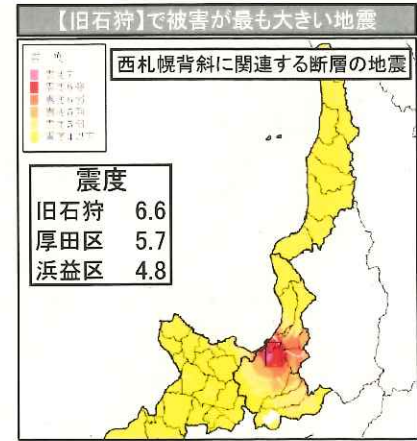 【旧石狩】で被害が最も大きい地震
西札幌背斜に関連する断層の地震
震度
旧石狩 6.6
厚田区 5.7
浜益区 4.8